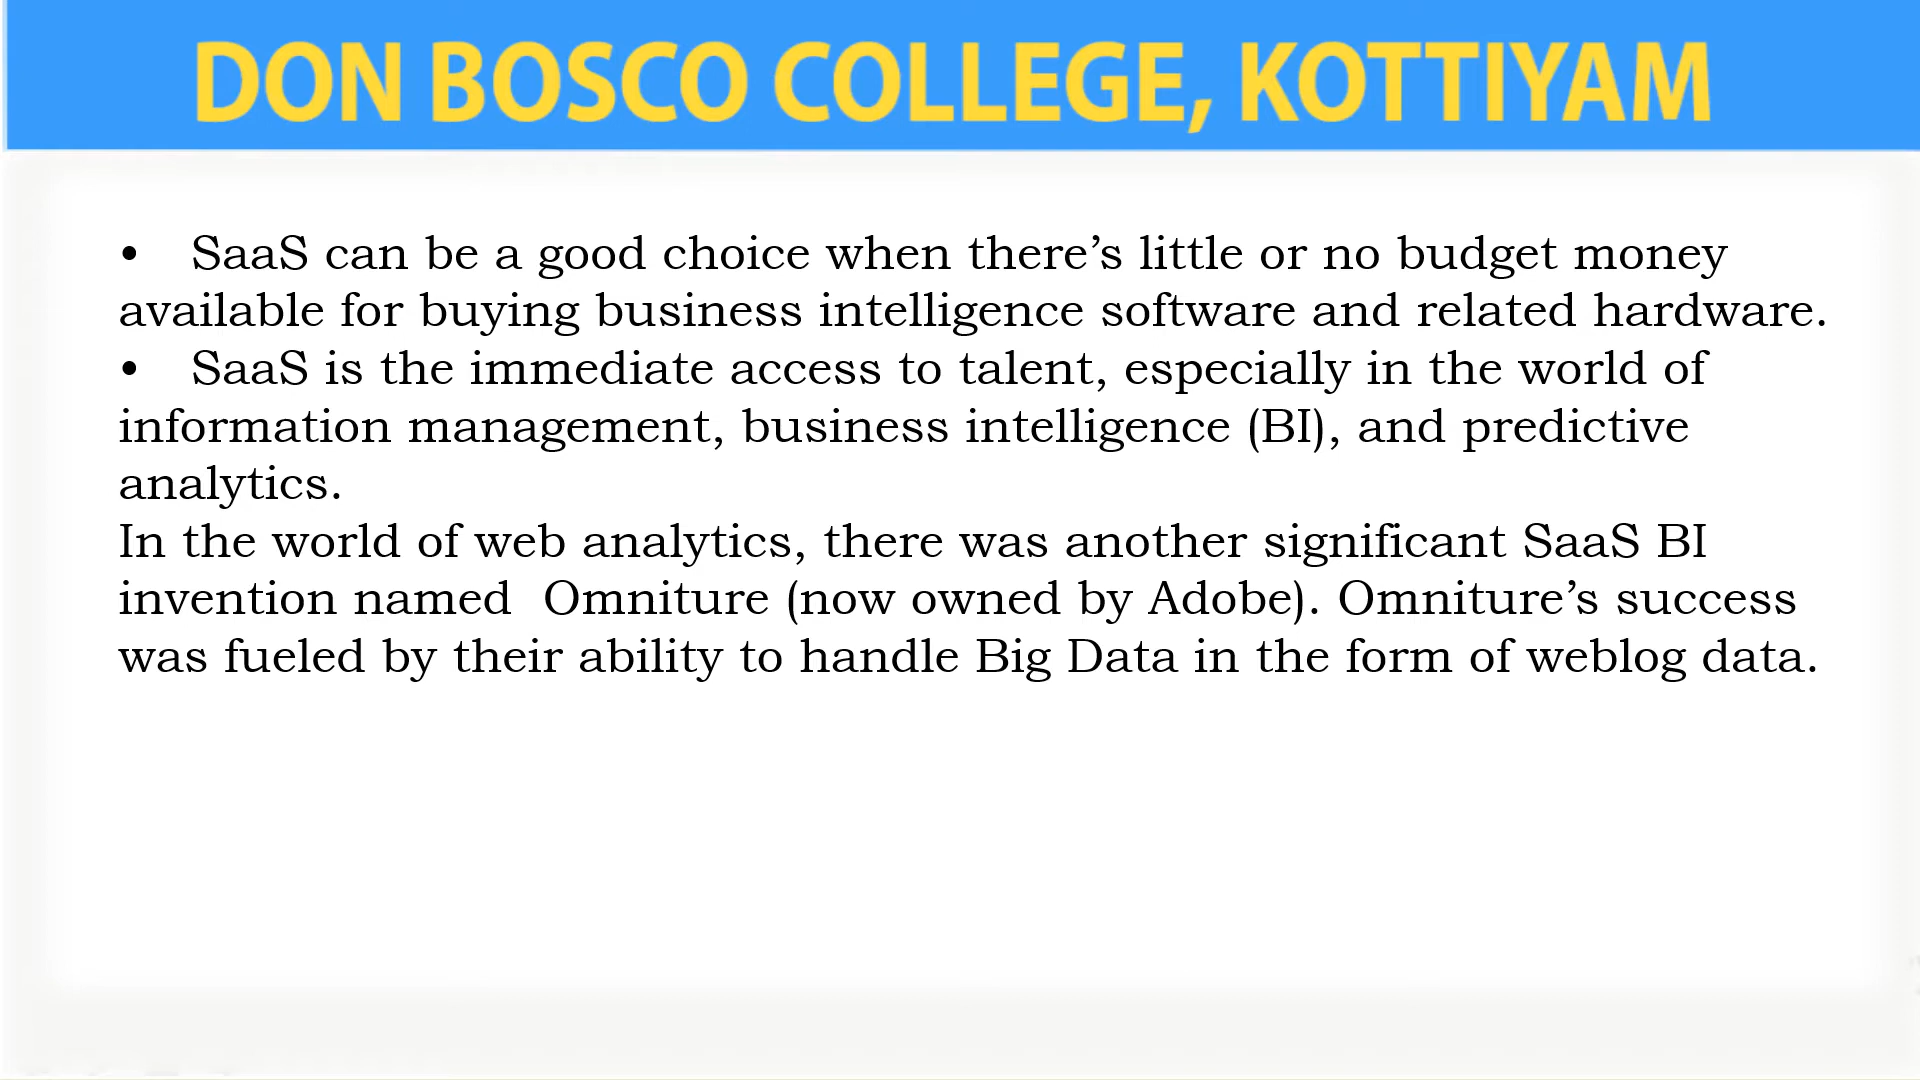 DON BOSCO COLLEGE, KOTTIYAM
• SaaS can be a good choice when there’s little or no budget money
available for buying business intelligence software and related hardware.
• SaaS is the immediate access to talent, especially in the world of
information management, business intelligence (BI), and predictive
analytics.
In the world of web analytics, there was another significant SaaS BI
invention named  Omniture (now owned by Adobe). Omniture’s success
was fueled by their ability to handle Big Data in the form of weblog data.